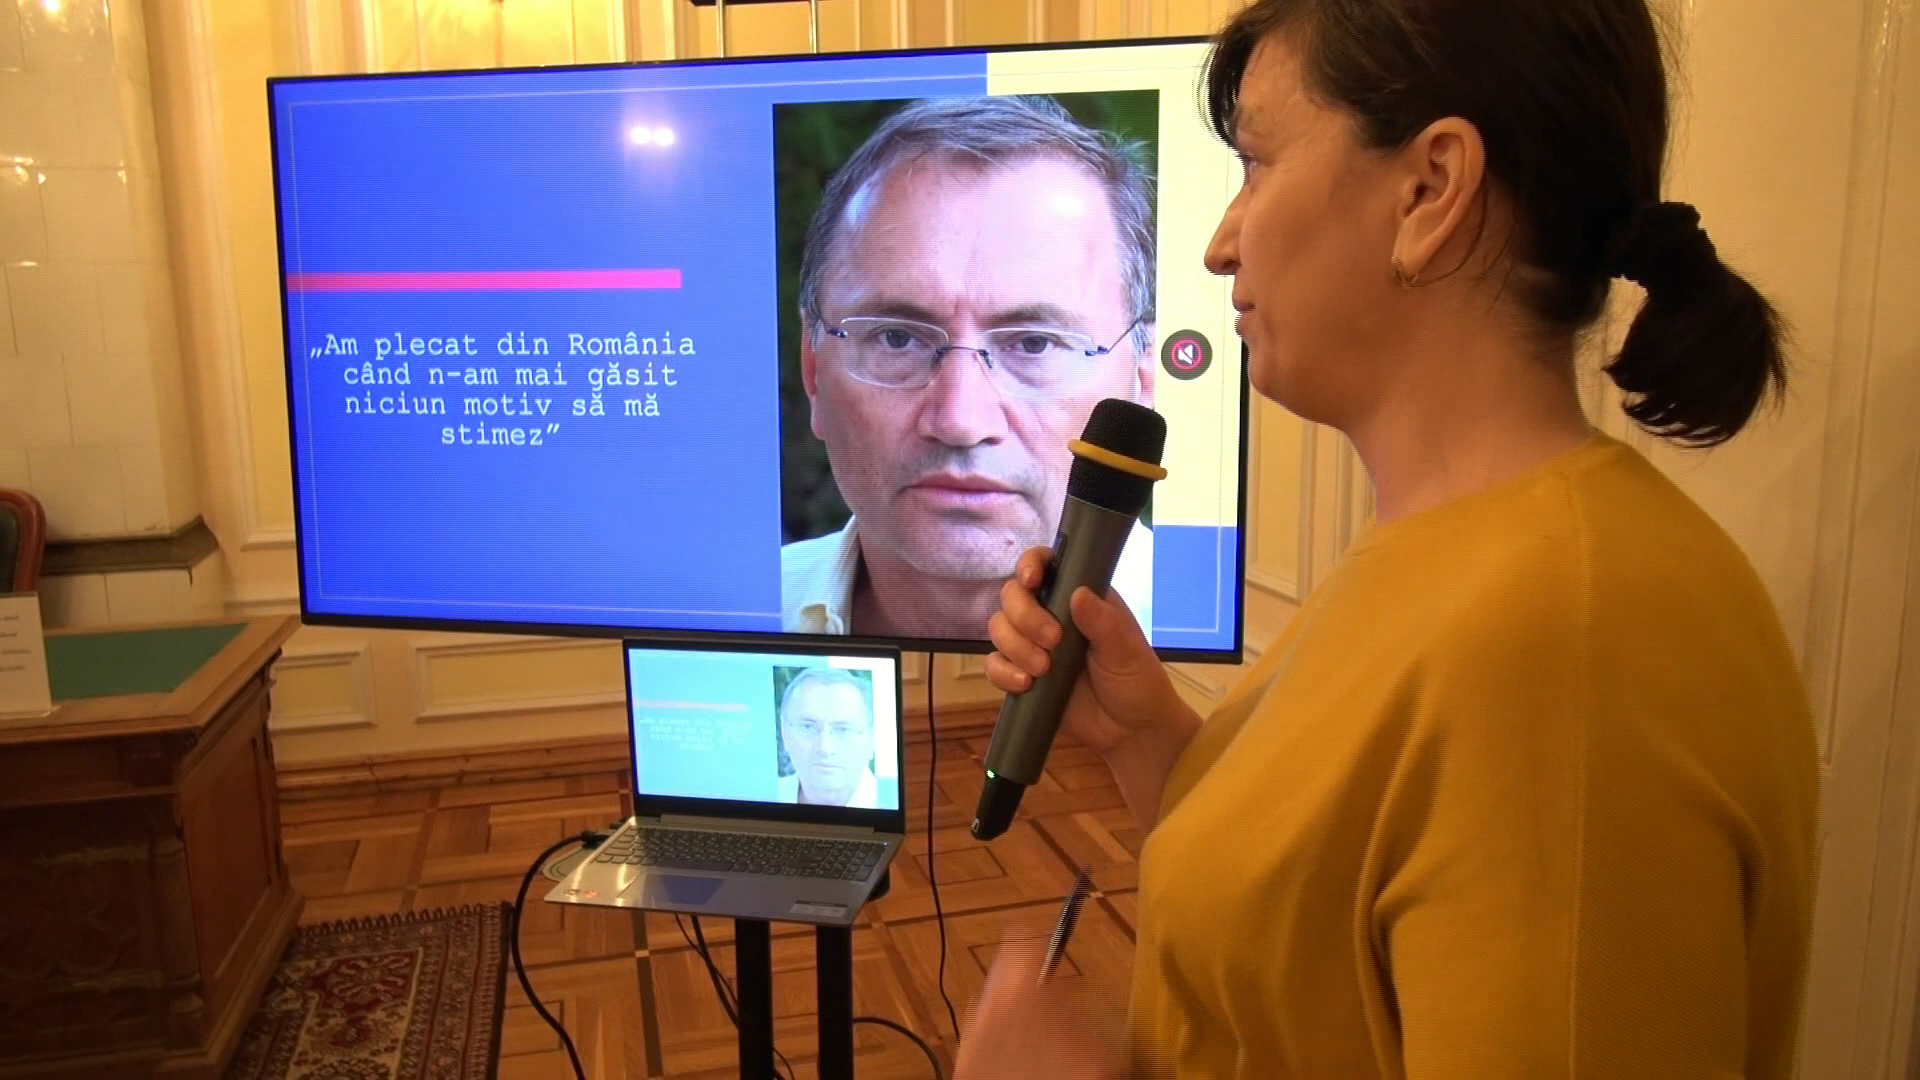 „Am plecat din România
când n-am mai găsit
niciun motiv să mă
stimez”